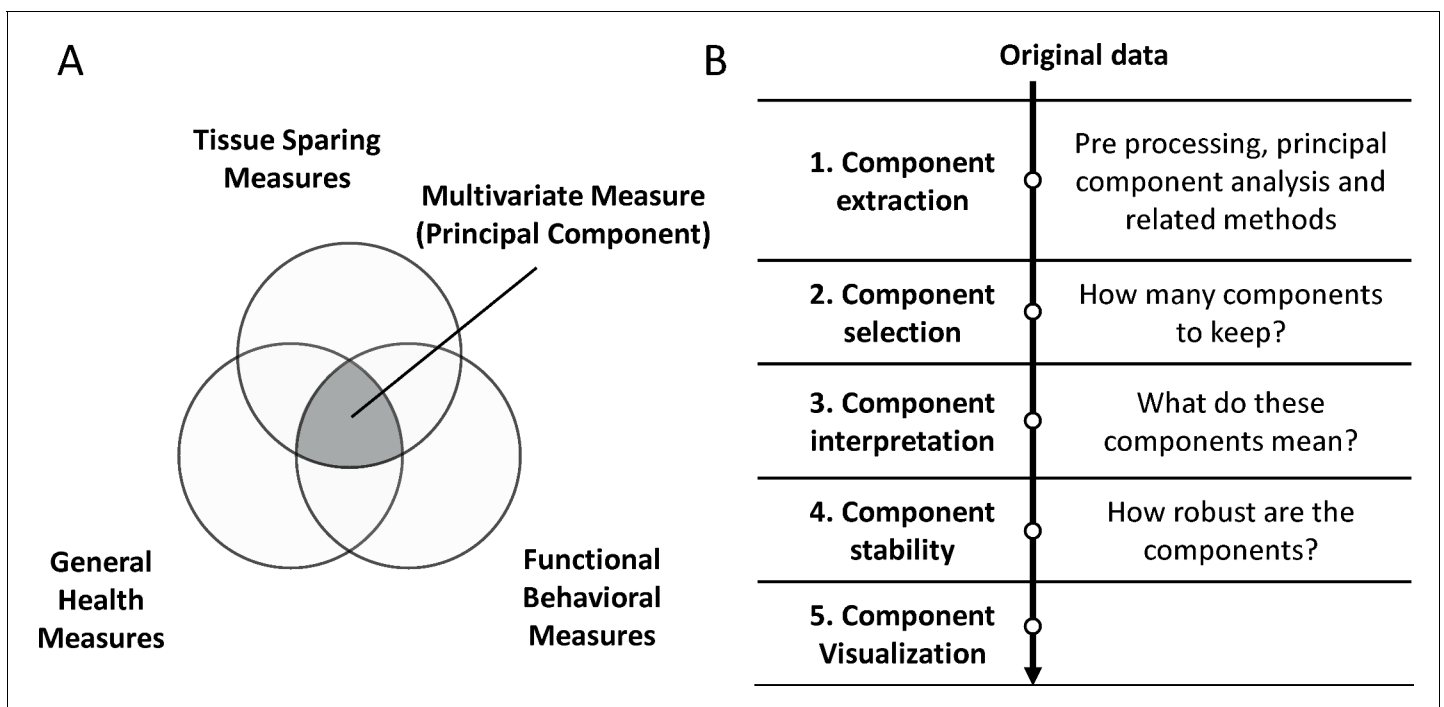 A
Tissue Sparing
Measures
Multivariate Measure
(Principal Component)
General
Health
Measures
Functional
Behavioral
Measures
B
Original data
1. Component
extraction
Pre processing, principal
component analysis and
related methods
2. Component
selection
How many components
to keep?
3. Component
interpretation
What do these
components mean?
4. Component
stability
How robust are the
components?
5. Component
Visualization